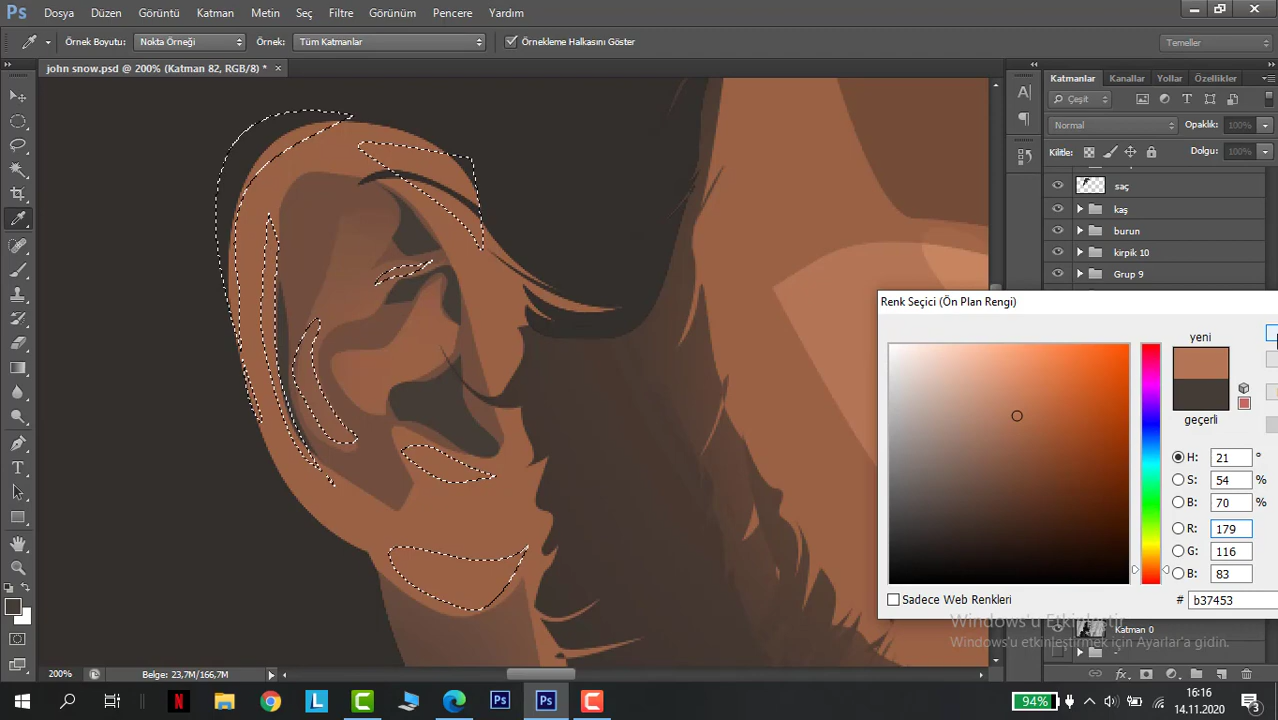 Ps Dosya Düzen Görüntü Katman Metin Seç Filtre Görünüm Pencere Yardım
Örnek Boyutu: Nokta Örneği Örnek: Tüm Katmanlar Örnekleme Halkasını Göster Temeller
john snow.psd @ 200% (Katman 82, RGB/8) * ×
Katmanlar Kanallar Yollar Özellikler
Çeşit
Normal Opaklık: 100%
Kilitle: Dolgu: 100%
saç
kaş
burun
kirpik 10
Grup 9
Renk Seçici (Ön Plan Rengi)
yeni
geçerli
H: 21 °
S: 54 %
B: 70 %
R: 179
G: 116
B: 83
# b37453
Sadece Web Renkleri
Windows'u Etkinleştir
Windows'u etkinleştirmek için Ayarlar'a gidin.
Katman 0
200% Belge: 23,7M/166,7M
94% 16:16
14.11.2020
3